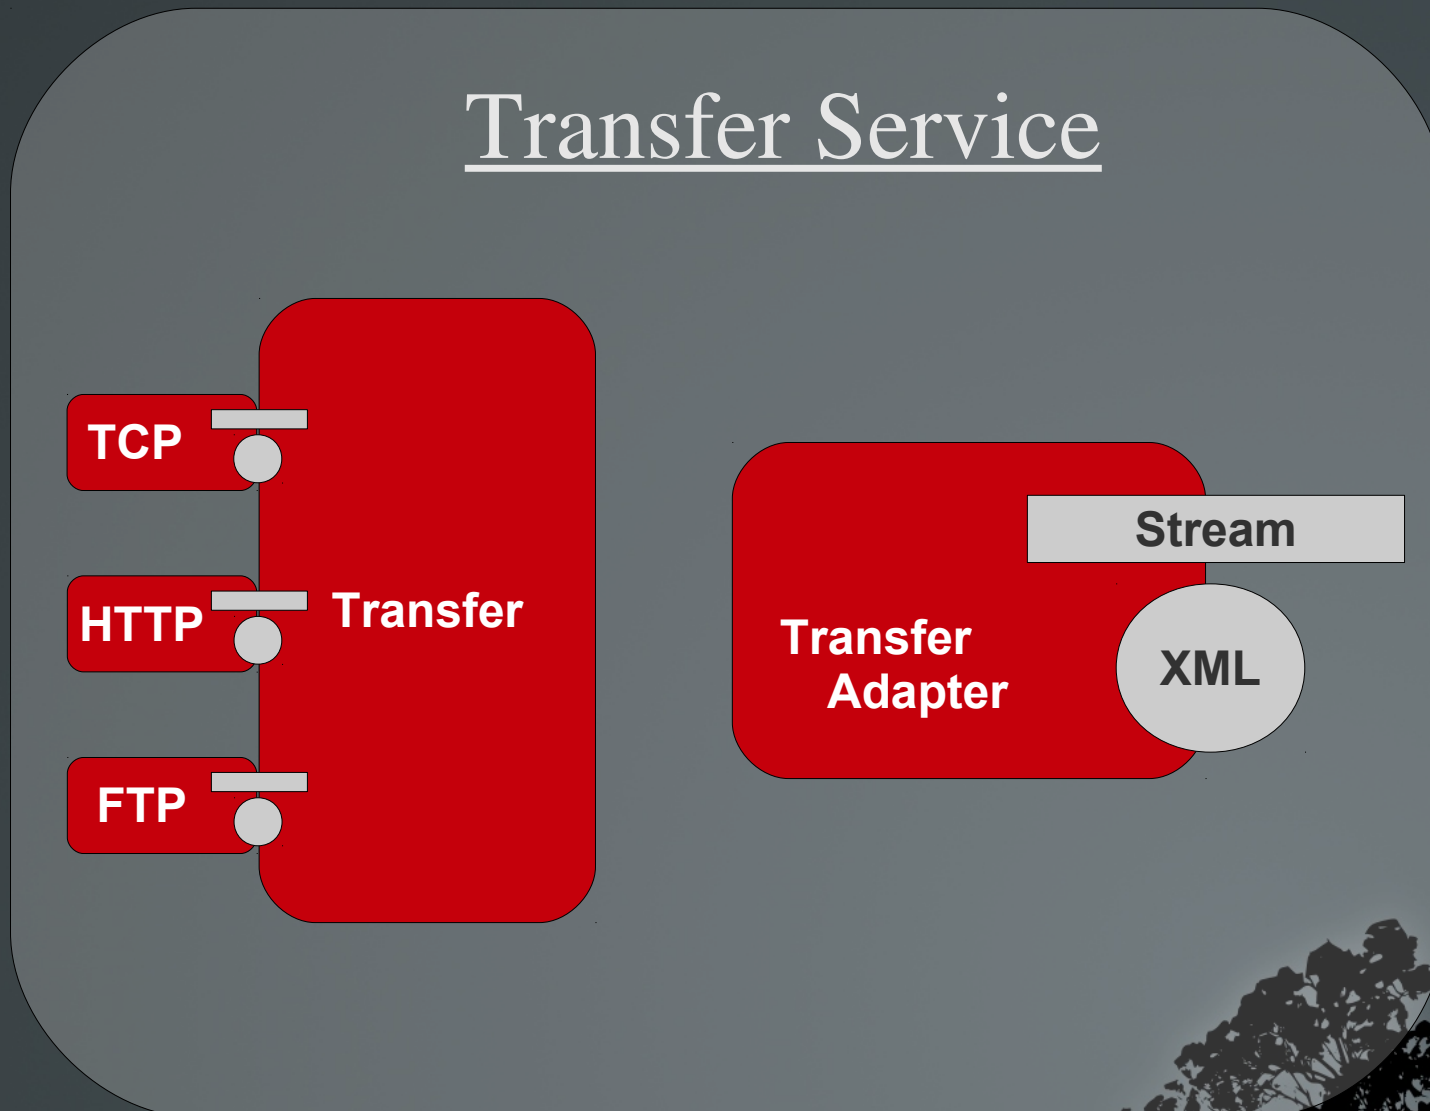 Transfer Service
TCP
HTTP
FTP
Transfer
Transfer
Adapter
Stream
XML